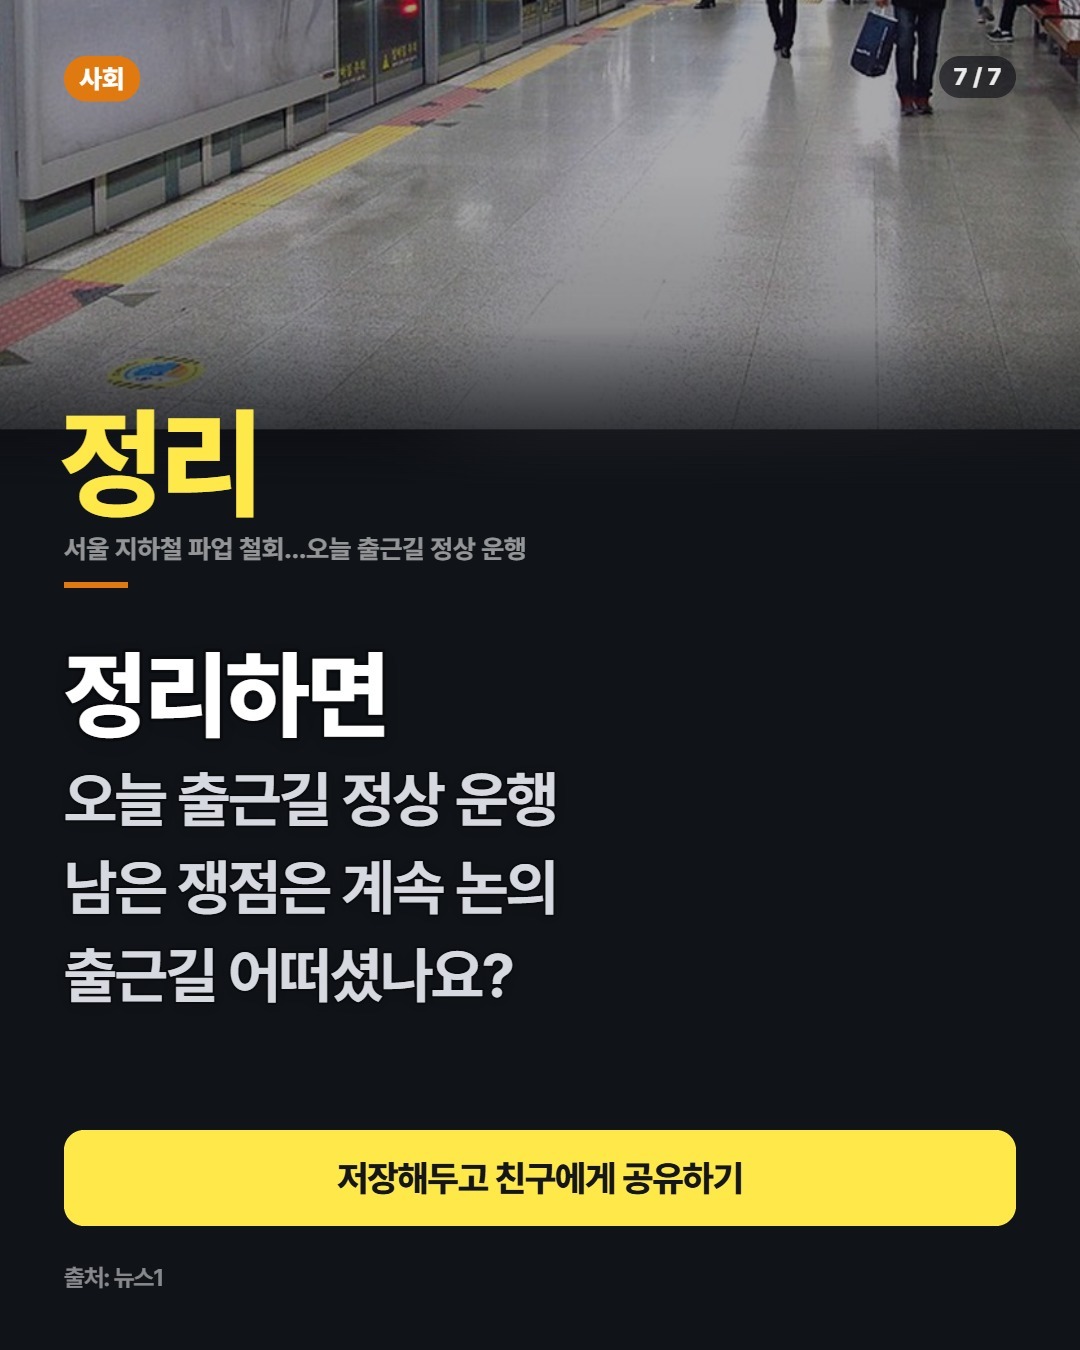 사회
7 / 7
정리
서울 지하철 파업 철회...오늘 출근길 정상 운행
정리하면
오늘 출근길 정상 운행
남은 쟁점은 계속 논의
출근길 어떠셨나요?
저장해두고 친구에게 공유하기
출처: 뉴스1